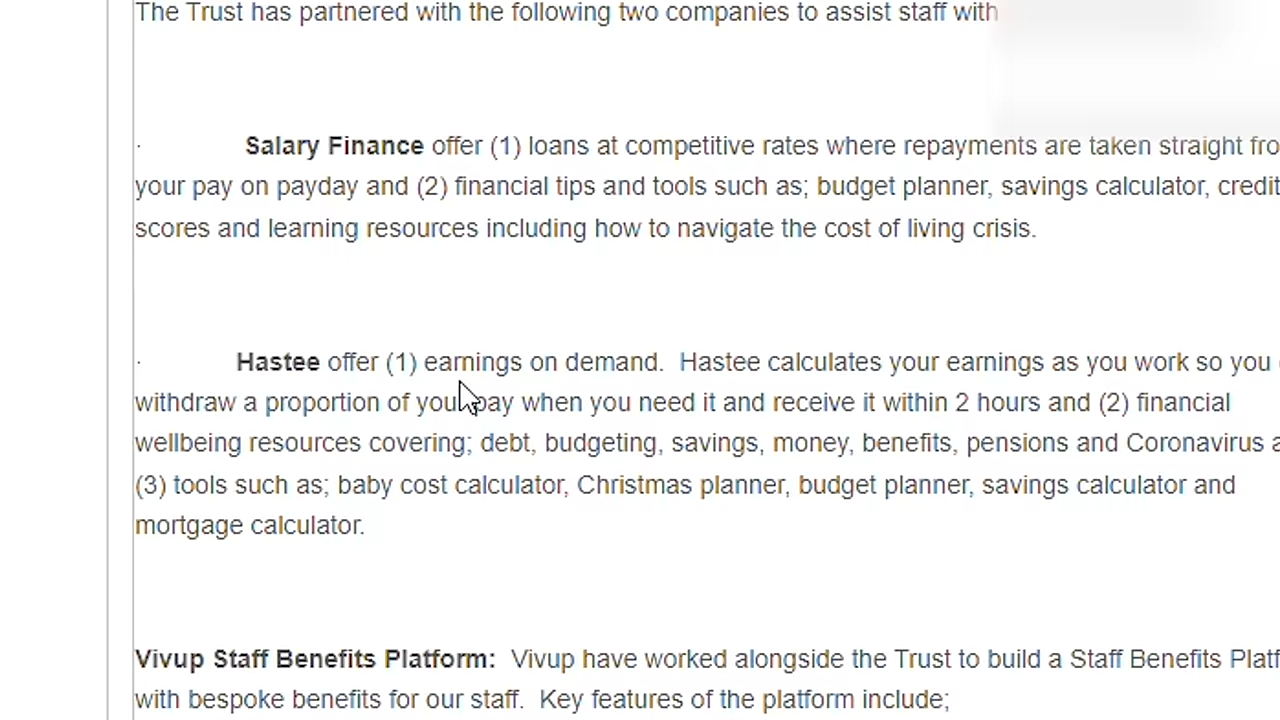 The Trust has partnered with the following two companies to assist staff with
· Salary Finance offer (1) loans at competitive rates where repayments are taken straight fro
your pay on payday and (2) financial tips and tools such as; budget planner, savings calculator, credit
scores and learning resources including how to navigate the cost of living crisis.
· Hastee offer (1) earnings on demand.  Hastee calculates your earnings as you work so you
withdraw a proportion of your pay when you need it and receive it within 2 hours and (2) financial
wellbeing resources covering; debt, budgeting, savings, money, benefits, pensions and Coronavirus a
(3) tools such as; baby cost calculator, Christmas planner, budget planner, savings calculator and
mortgage calculator.
Vivup Staff Benefits Platform:  Vivup have worked alongside the Trust to build a Staff Benefits Platf
with bespoke benefits for our staff.  Key features of the platform include;